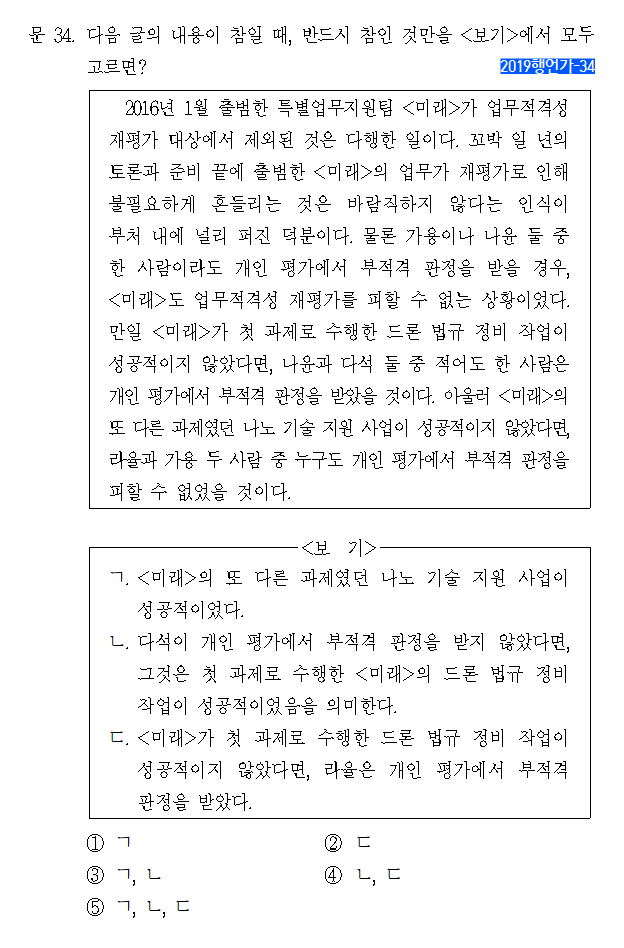 문 34. 다음 글의 내용이 참일 때, 반드시 참인 것만을 <보기>에서 모두
고르면?
2019행언가-34
2016년 1월 출범한 특별업무지원팀 <미래>가 업무적격성
재평가 대상에서 제외된 것은 다행한 일이다. 꼬박 일 년의
토론과 준비 끝에 출범한 <미래>의 업무가 재평가로 인해
불필요하게 흔들리는 것은 바람직하지 않다는 인식이
부처 내에 널리 퍼진 덕분이다. 물론 가용이나 나윤 둘 중
한 사람이라도 개인 평가에서 부적격 판정을 받을 경우,
<미래>도 업무적격성 재평가를 피할 수 없는 상황이었다.
만일 <미래>가 첫 과제로 수행한 드론 법규 정비 작업이
성공적이지 않았다면, 나윤과 다석 둘 중 적어도 한 사람은
개인 평가에서 부적격 판정을 받았을 것이다. 아울러 <미래>의
또 다른 과제였던 나노 기술 지원 사업이 성공적이지 않았다면,
라율과 가용 두 사람 중 누구도 개인 평가에서 부적격 판정을
피할 수 없었을 것이다.
<보 기>
ㄱ. <미래>의 또 다른 과제였던 나노 기술 지원 사업이
성공적이었다.
ㄴ. 다석이 개인 평가에서 부적격 판정을 받지 않았다면,
그것은 첫 과제로 수행한 <미래>의 드론 법규 정비
작업이 성공적이었음을 의미한다.
ㄷ. <미래>가 첫 과제로 수행한 드론 법규 정비 작업이
성공적이지 않았다면, 라율은 개인 평가에서 부적격
판정을 받았다.
① ㄱ ② ㄷ
③ ㄱ, ㄴ ④ ㄴ, ㄷ
⑤ ㄱ, ㄴ, ㄷ